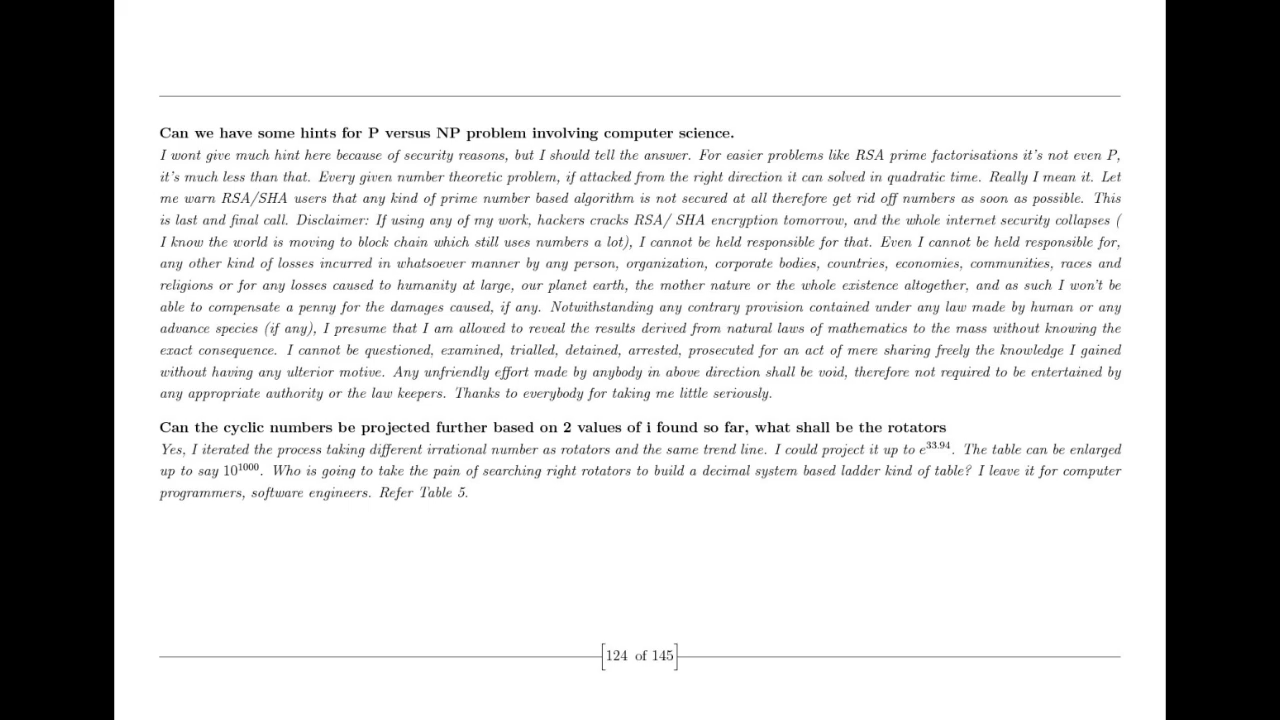 Can we have some hints for P versus NP problem involving computer science.
I wont give much hint here because of security reasons, but I should tell the answer. For easier problems like RSA prime factorisations it's not even P,
it's much less than that. Every given number theoretic problem, if attacked from the right direction it can solved in quadratic time. Really I mean it. Let
me warn RSA/SHA users that any kind of prime number based algorithm is not secured at all therefore get rid off numbers as soon as possible. This
is last and final call. Disclaimer: If using any of my work, hackers cracks RSA/ SHA encryption tomorrow, and the whole internet security collapses (
I know the world is moving to block chain which still uses numbers a lot), I cannot be held responsible for that. Even I cannot be held responsible for,
any other kind of losses incurred in whatsoever manner by any person, organization, corporate bodies, countries, economies, communities, races and
religions or for any losses caused to humanity at large, our planet earth, the mother nature or the whole existence altogether, and as such I won't be
able to compensate a penny for the damages caused, if any. Notwithstanding any contrary provision contained under any law made by human or any
advance species (if any), I presume that I am allowed to reveal the results derived from natural laws of mathematics to the mass without knowing the
exact consequence. I cannot be questioned, examined, trialled, detained, arrested, prosecuted for an act of mere sharing freely the knowledge I gained
without having any ulterior motive. Any unfriendly effort made by anybody in above direction shall be void, therefore not required to be entertained by
any appropriate authority or the law keepers. Thanks to everybody for taking me little seriously.
Can the cyclic numbers be projected further based on 2 values of i found so far, what shall be the rotators
Yes, I iterated the process taking different irrational number as rotators and the same trend line. I could project it up to e^33.94. The table can be enlarged
up to say 10^1000. Who is going to take the pain of searching right rotators to build a decimal system based ladder kind of table? I leave it for computer
programmers, software engineers. Refer Table 5.
[124 of 145]